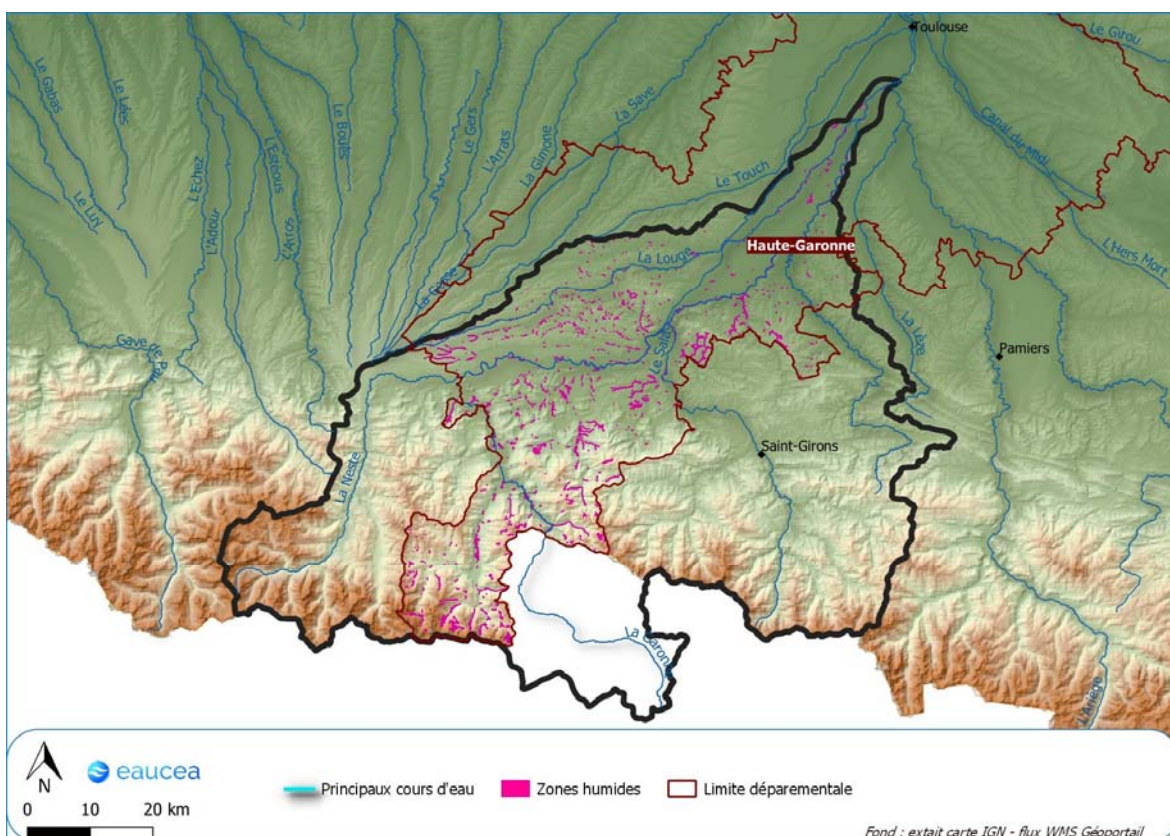 Toulouse
Le Girou
Le Gabas
Le Lées
Le Bouès
Le Gers
L'Arrats
La Gimone
La Save
Canal du Midi
L'Echez
L'Estéous
L'Adour
L'Arros
Le Luy
Le Touch
Haute-Garonne
La Louge
L'Hers Mort
La Lèze
Pamiers
Gave de Pau
Le Salat
Saint-Girons
La Neste
La Garonne
L'Ariège
N
eaucea
0 10 20 km
Principaux cours d'eau
Zones humides
Limite déparementale
Fond : extait carte IGN - flux WMS Géoportail